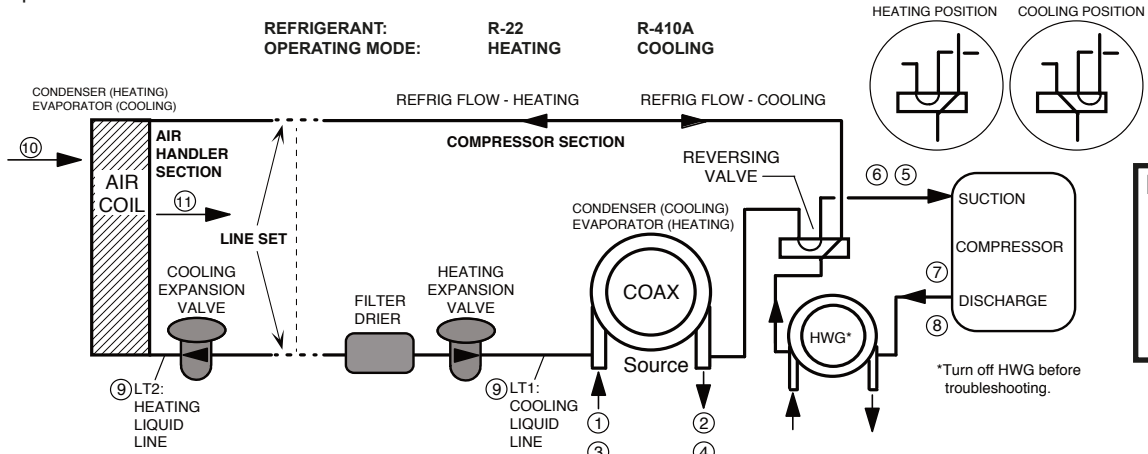 HEATING POSITION COOLING POSITION
REFRIGERANT: R-22 R-410A
OPERATING MODE: HEATING COOLING
CONDENSER (HEATING)
EVAPORATOR (COOLING)
REFRIG FLOW - HEATING REFRIG FLOW - COOLING
COMPRESSOR SECTION
AIR
HANDLER
SECTION
⑩
AIR
COIL
⑪
LINE SET
REVERSING
VALVE
⑥ ⑤
SUCTION
COMPRESSOR
DISCHARGE
⑦
⑧
CONDENSER (COOLING)
EVAPORATOR (HEATING)
COAX
Source
COOLING
EXPANSION
VALVE
FILTER
DRIER
HEATING
EXPANSION
VALVE
HWG*
*Turn off HWG before
troubleshooting.
⑨ LT2:
HEATING
LIQUID
LINE
⑨ LT1:
COOLING
LIQUID
LINE
① ②
③ ④